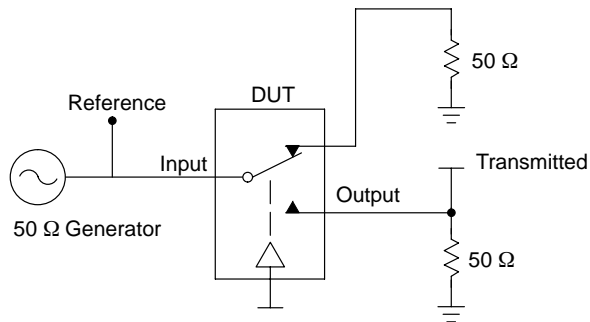 50 Ω
Reference
DUT
Input
Transmitted
Output
50 Ω Generator
50 Ω